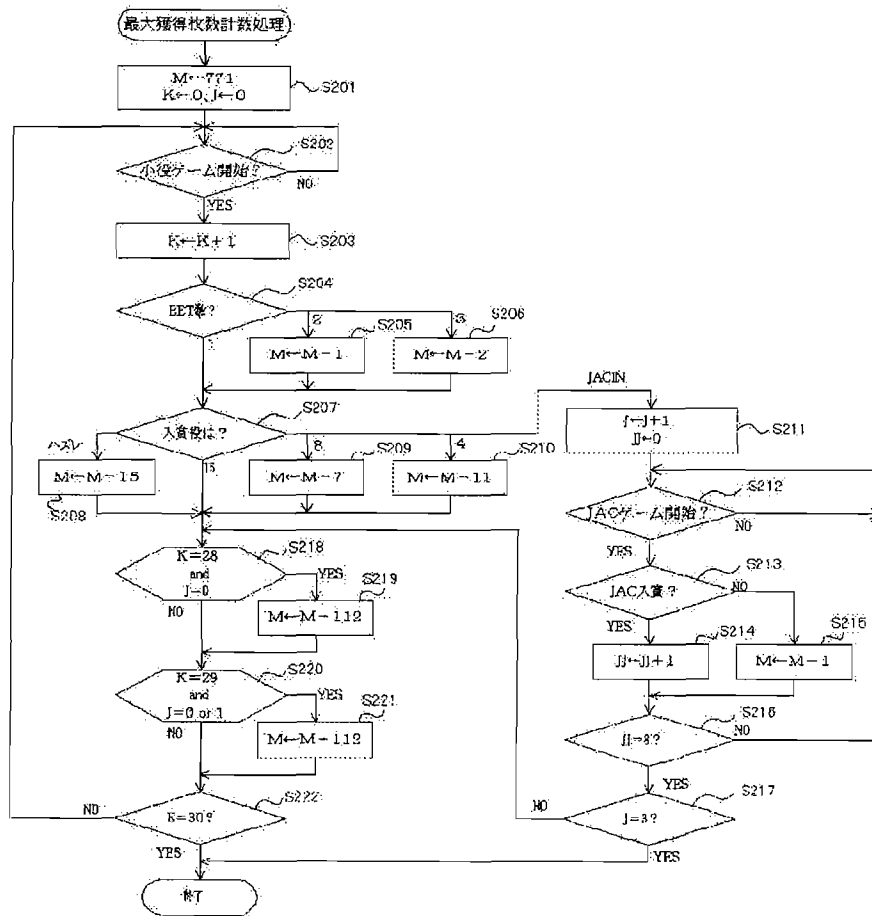 最大獲得枚数計数処理
M←771
K←0、J←0
S201
S202
小役ゲーム開始？
NO
YES
K←K+1
S203
S204
BET数？
2
3
1
S205
S206
M←M-1
M←M-2
S207
JACIN
入賞役は？
ハズレ
15
8
4
S209
S210
J←J+1
JJ←0
S211
M←M-15
M←M-7
M←M-11
S208
S212
JACゲーム開始？
NO
YES
S218
K=28
and
J=0
YES
NO
S219
M←M-112
S213
JAC入賞？
NO
YES
S214
S215
JJ←JJ+1
M←M-1
S220
K=29
and
J=0 or 1
YES
NO
S221
M←M-112
S216
JJ=8？
NO
YES
S222
K=30？
NO
YES
S217
J=3？
NO
YES
終了